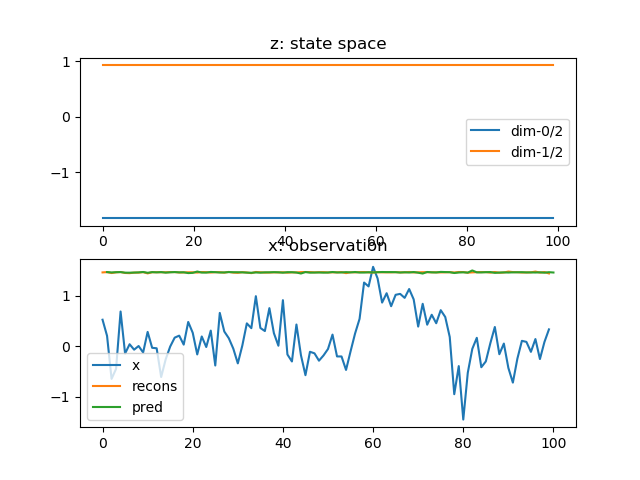 z: state space
1
0
−1
dim-0/2
dim-1/2
0 20 40 60 80 100
x: observation
1
0
−1
x
recons
pred
0 20 40 60 80 100